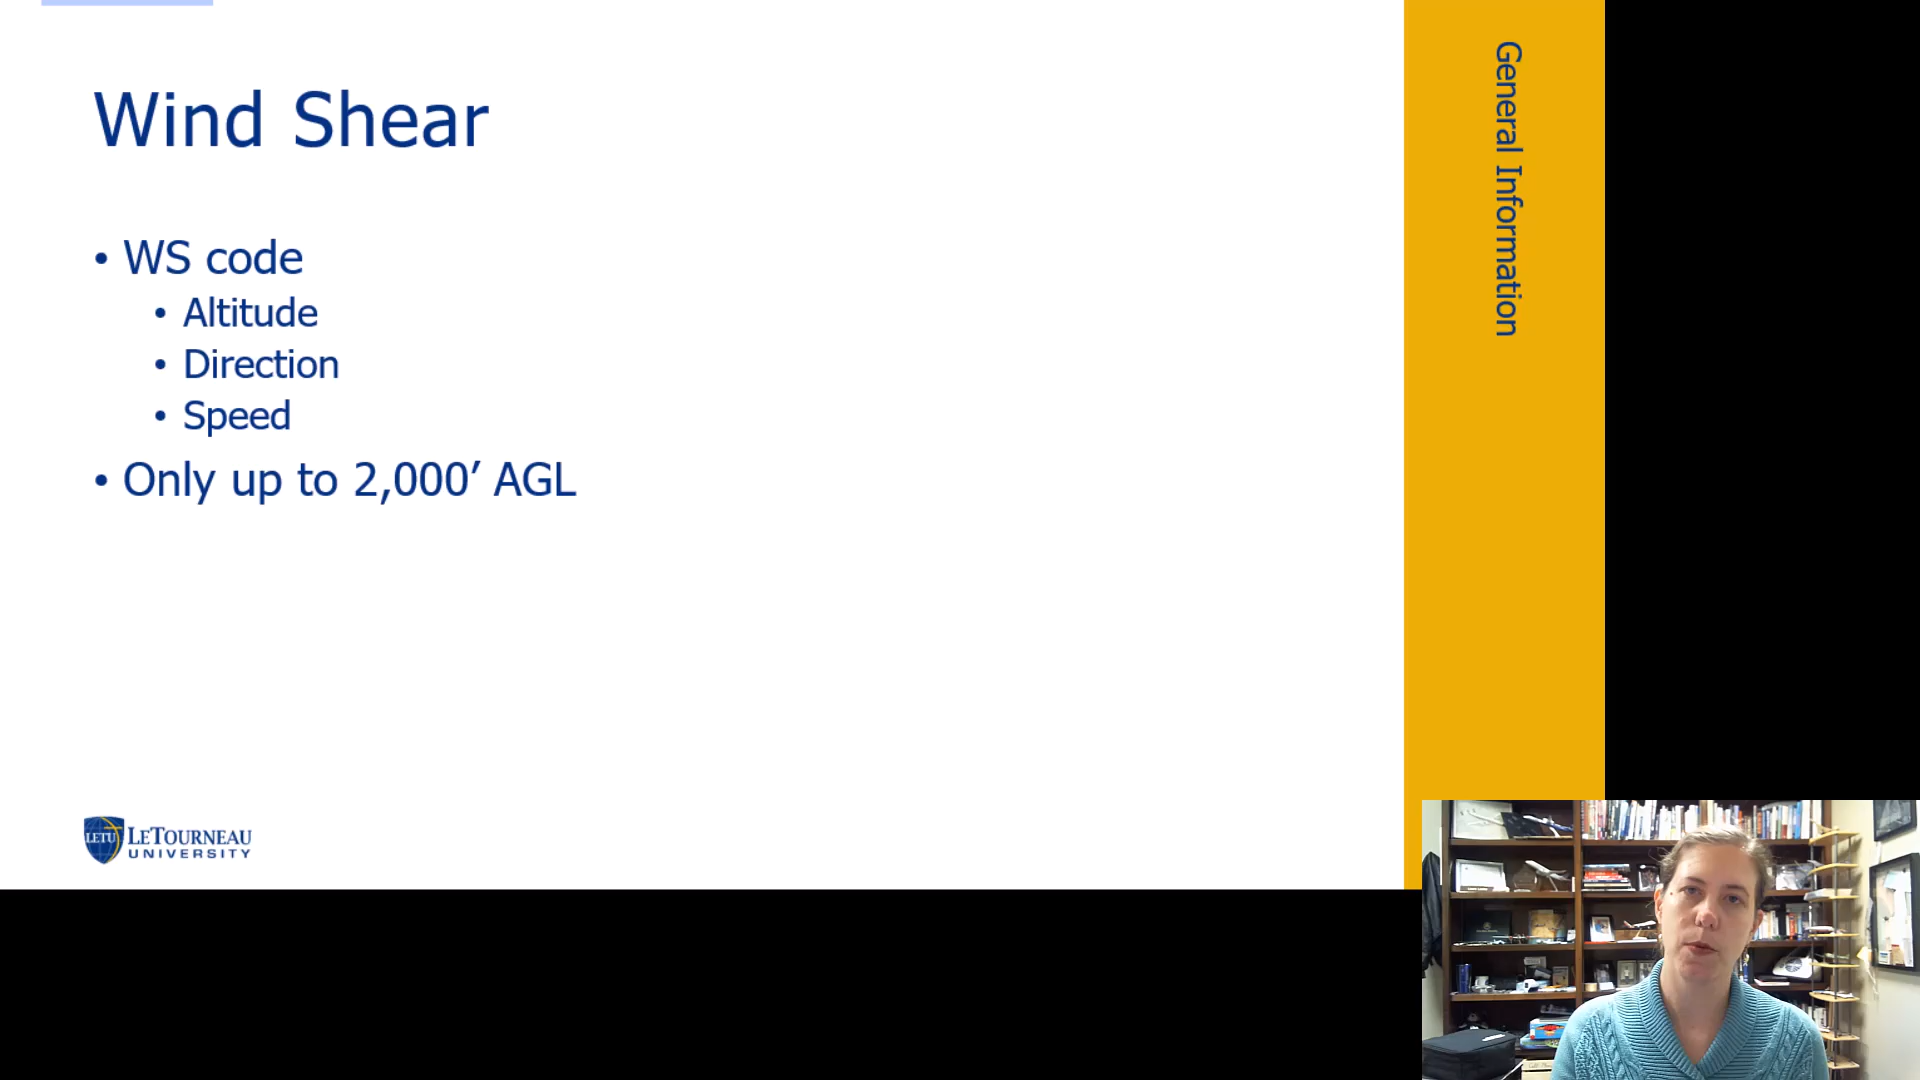 Wind Shear
• WS code
• Altitude
• Direction
• Speed
• Only up to 2,000’ AGL
General Information
LETU
LETOURNEAU
UNIVERSITY